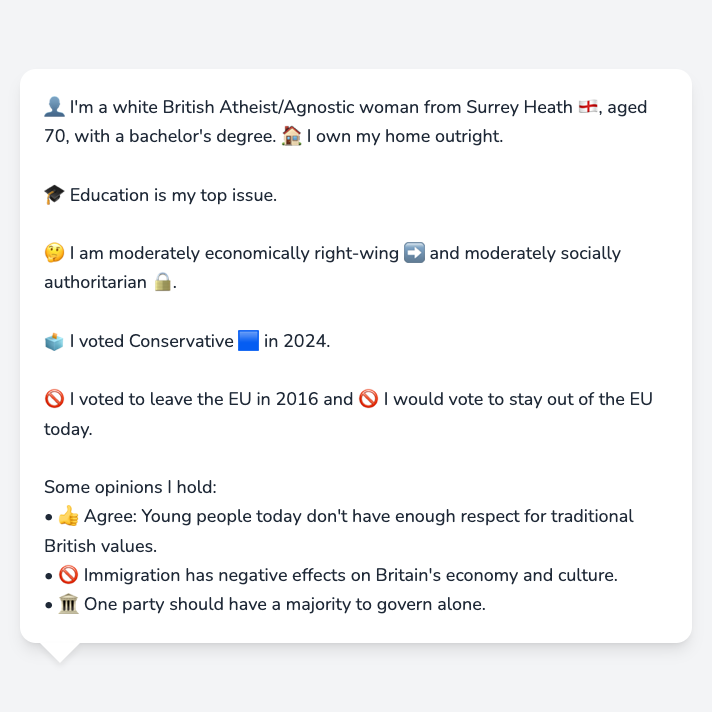 👤 I'm a white British Atheist/Agnostic woman from Surrey Heath 🏴󠁧󠁢󠁥󠁮󠁧󠁿, aged
70, with a bachelor's degree. 🏠 I own my home outright.
🎓 Education is my top issue.
🤔 I am moderately economically right-wing ➡️ and moderately socially
authoritarian 🔒.
🗳️ I voted Conservative 🟦 in 2024.
🚫 I voted to leave the EU in 2016 and 🚫 I would vote to stay out of the EU
today.
Some opinions I hold:
• 👍 Agree: Young people today don't have enough respect for traditional
British values.
• 🚫 Immigration has negative effects on Britain's economy and culture.
• 🏛️ One party should have a majority to govern alone.